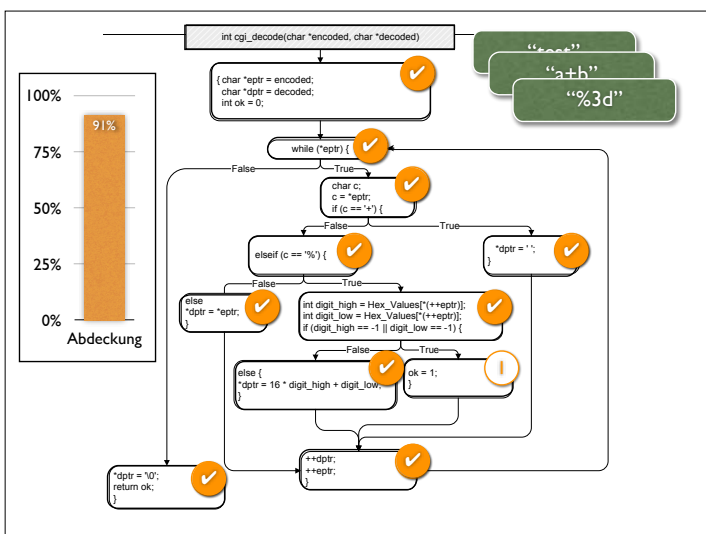 int cgi_decode(char *encoded, char *decoded)
"test"
"a+b"
"%3d"
{ char *eptr = encoded;
char *dptr = decoded;
int ok = 0;
100%
91%
75%
50%
25%
0%
Abdeckung
while (*eptr) {
False
True
char c;
c = *eptr;
if (c == '+') {
False
True
elseif (c == '%') {
*dptr = ' ';
}
False
True
else
*dptr = *eptr;
}
int digit_high = Hex_Values[*(++eptr)];
int digit_low = Hex_Values[*(++eptr)];
if (digit_high == -1 || digit_low == -1) {
False
True
else {
*dptr = 16 * digit_high + digit_low;
}
ok = 1;
}
1
++dptr;
++eptr;
}
*dptr = '\0';
return ok;
}